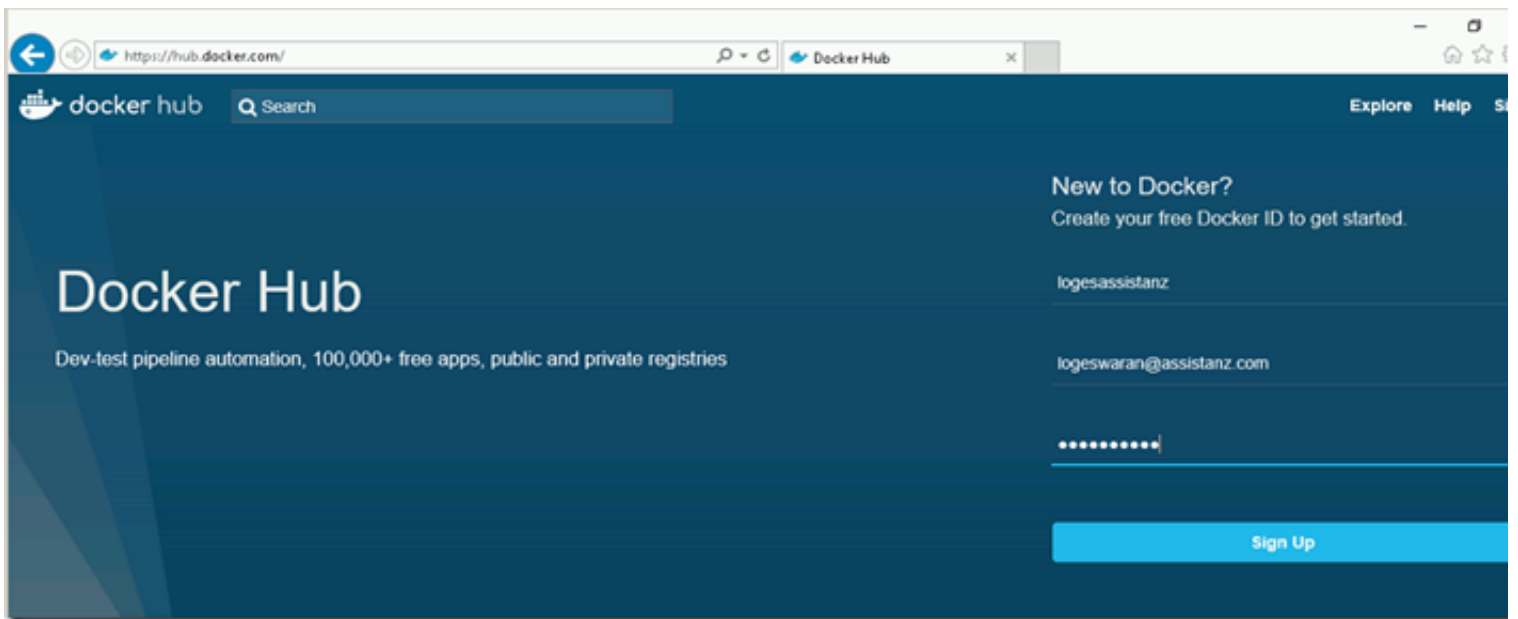 https://hub.docker.com/
Docker Hub
docker hub
Search
Explore Help
New to Docker?
Create your free Docker ID to get started.
logesassistanz
Docker Hub
Dev-test pipeline automation, 100,000+ free apps, public and private registries
logeswaran@assistanz.com
Sign Up